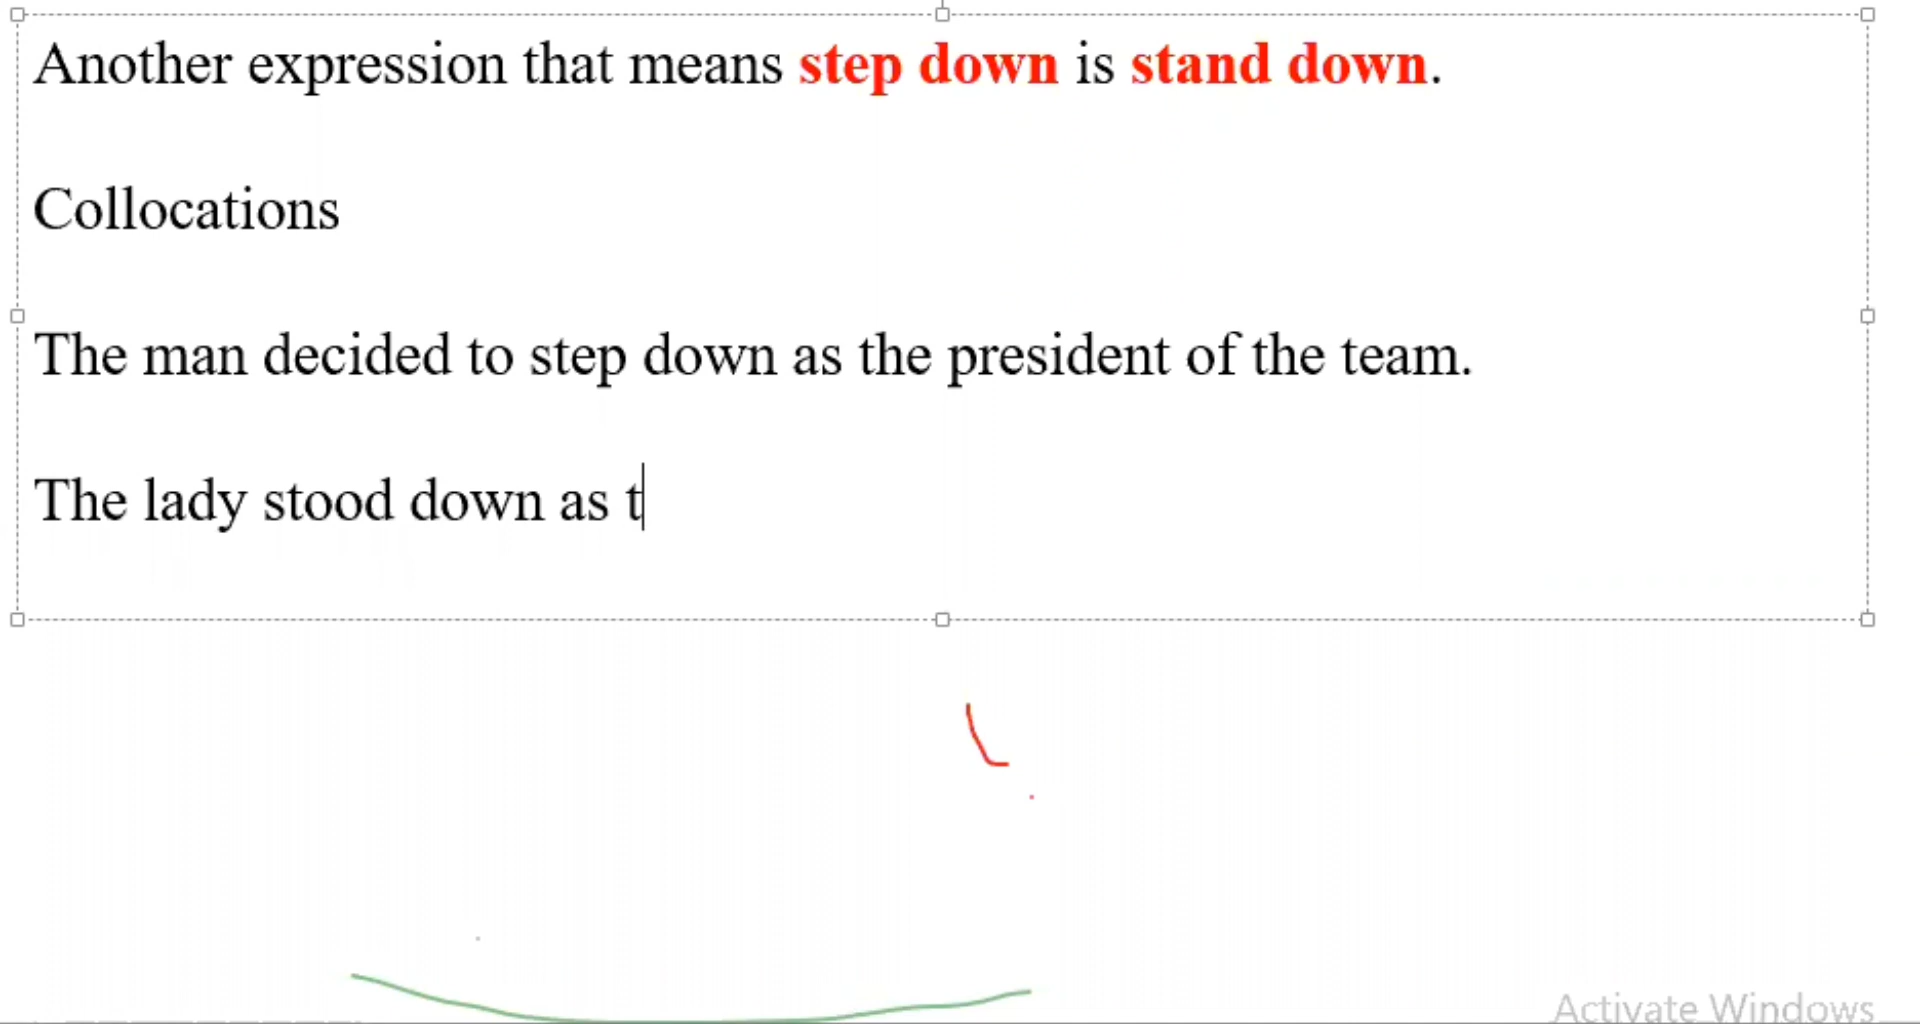 Another expression that means step down is stand down.
Collocations
The man decided to step down as the president of the team.
The lady stood down as t
Activate Windows